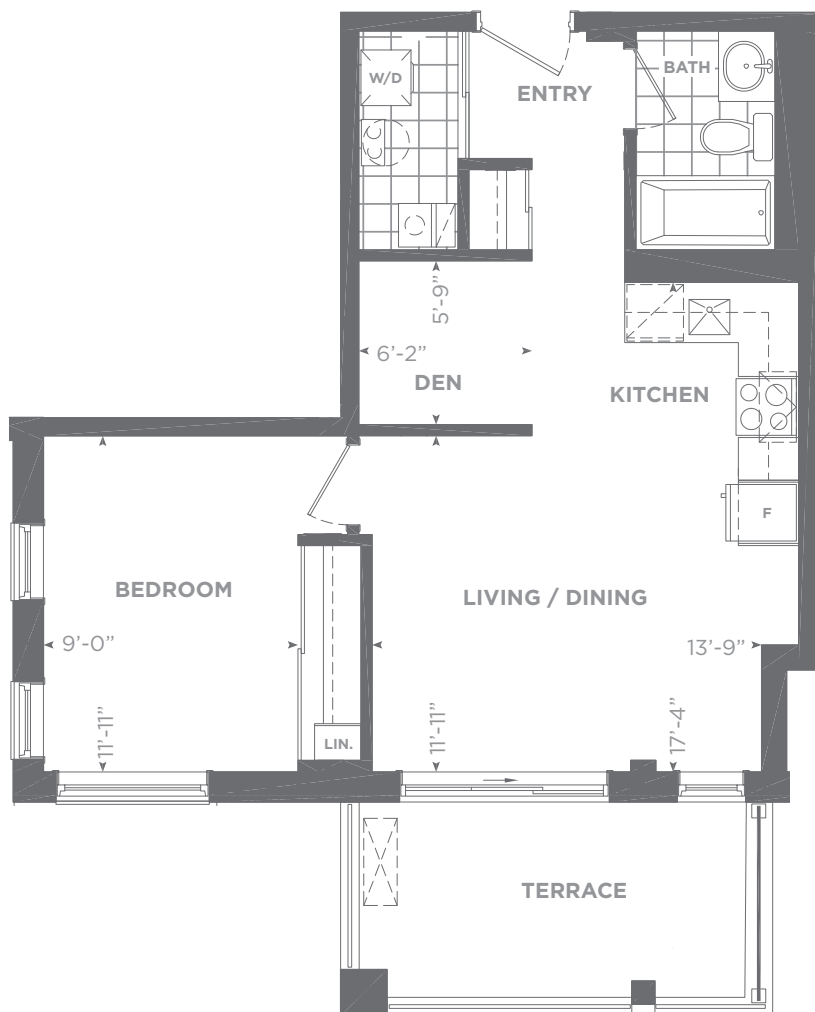 W/D
ENTRY
BATH
5’-9”
6’-2”
DEN
KITCHEN
F
BEDROOM
LIVING / DINING
9’-0”
13’-9”
11’-11”
LIN.
11’-11”
17’-4”
TERRACE